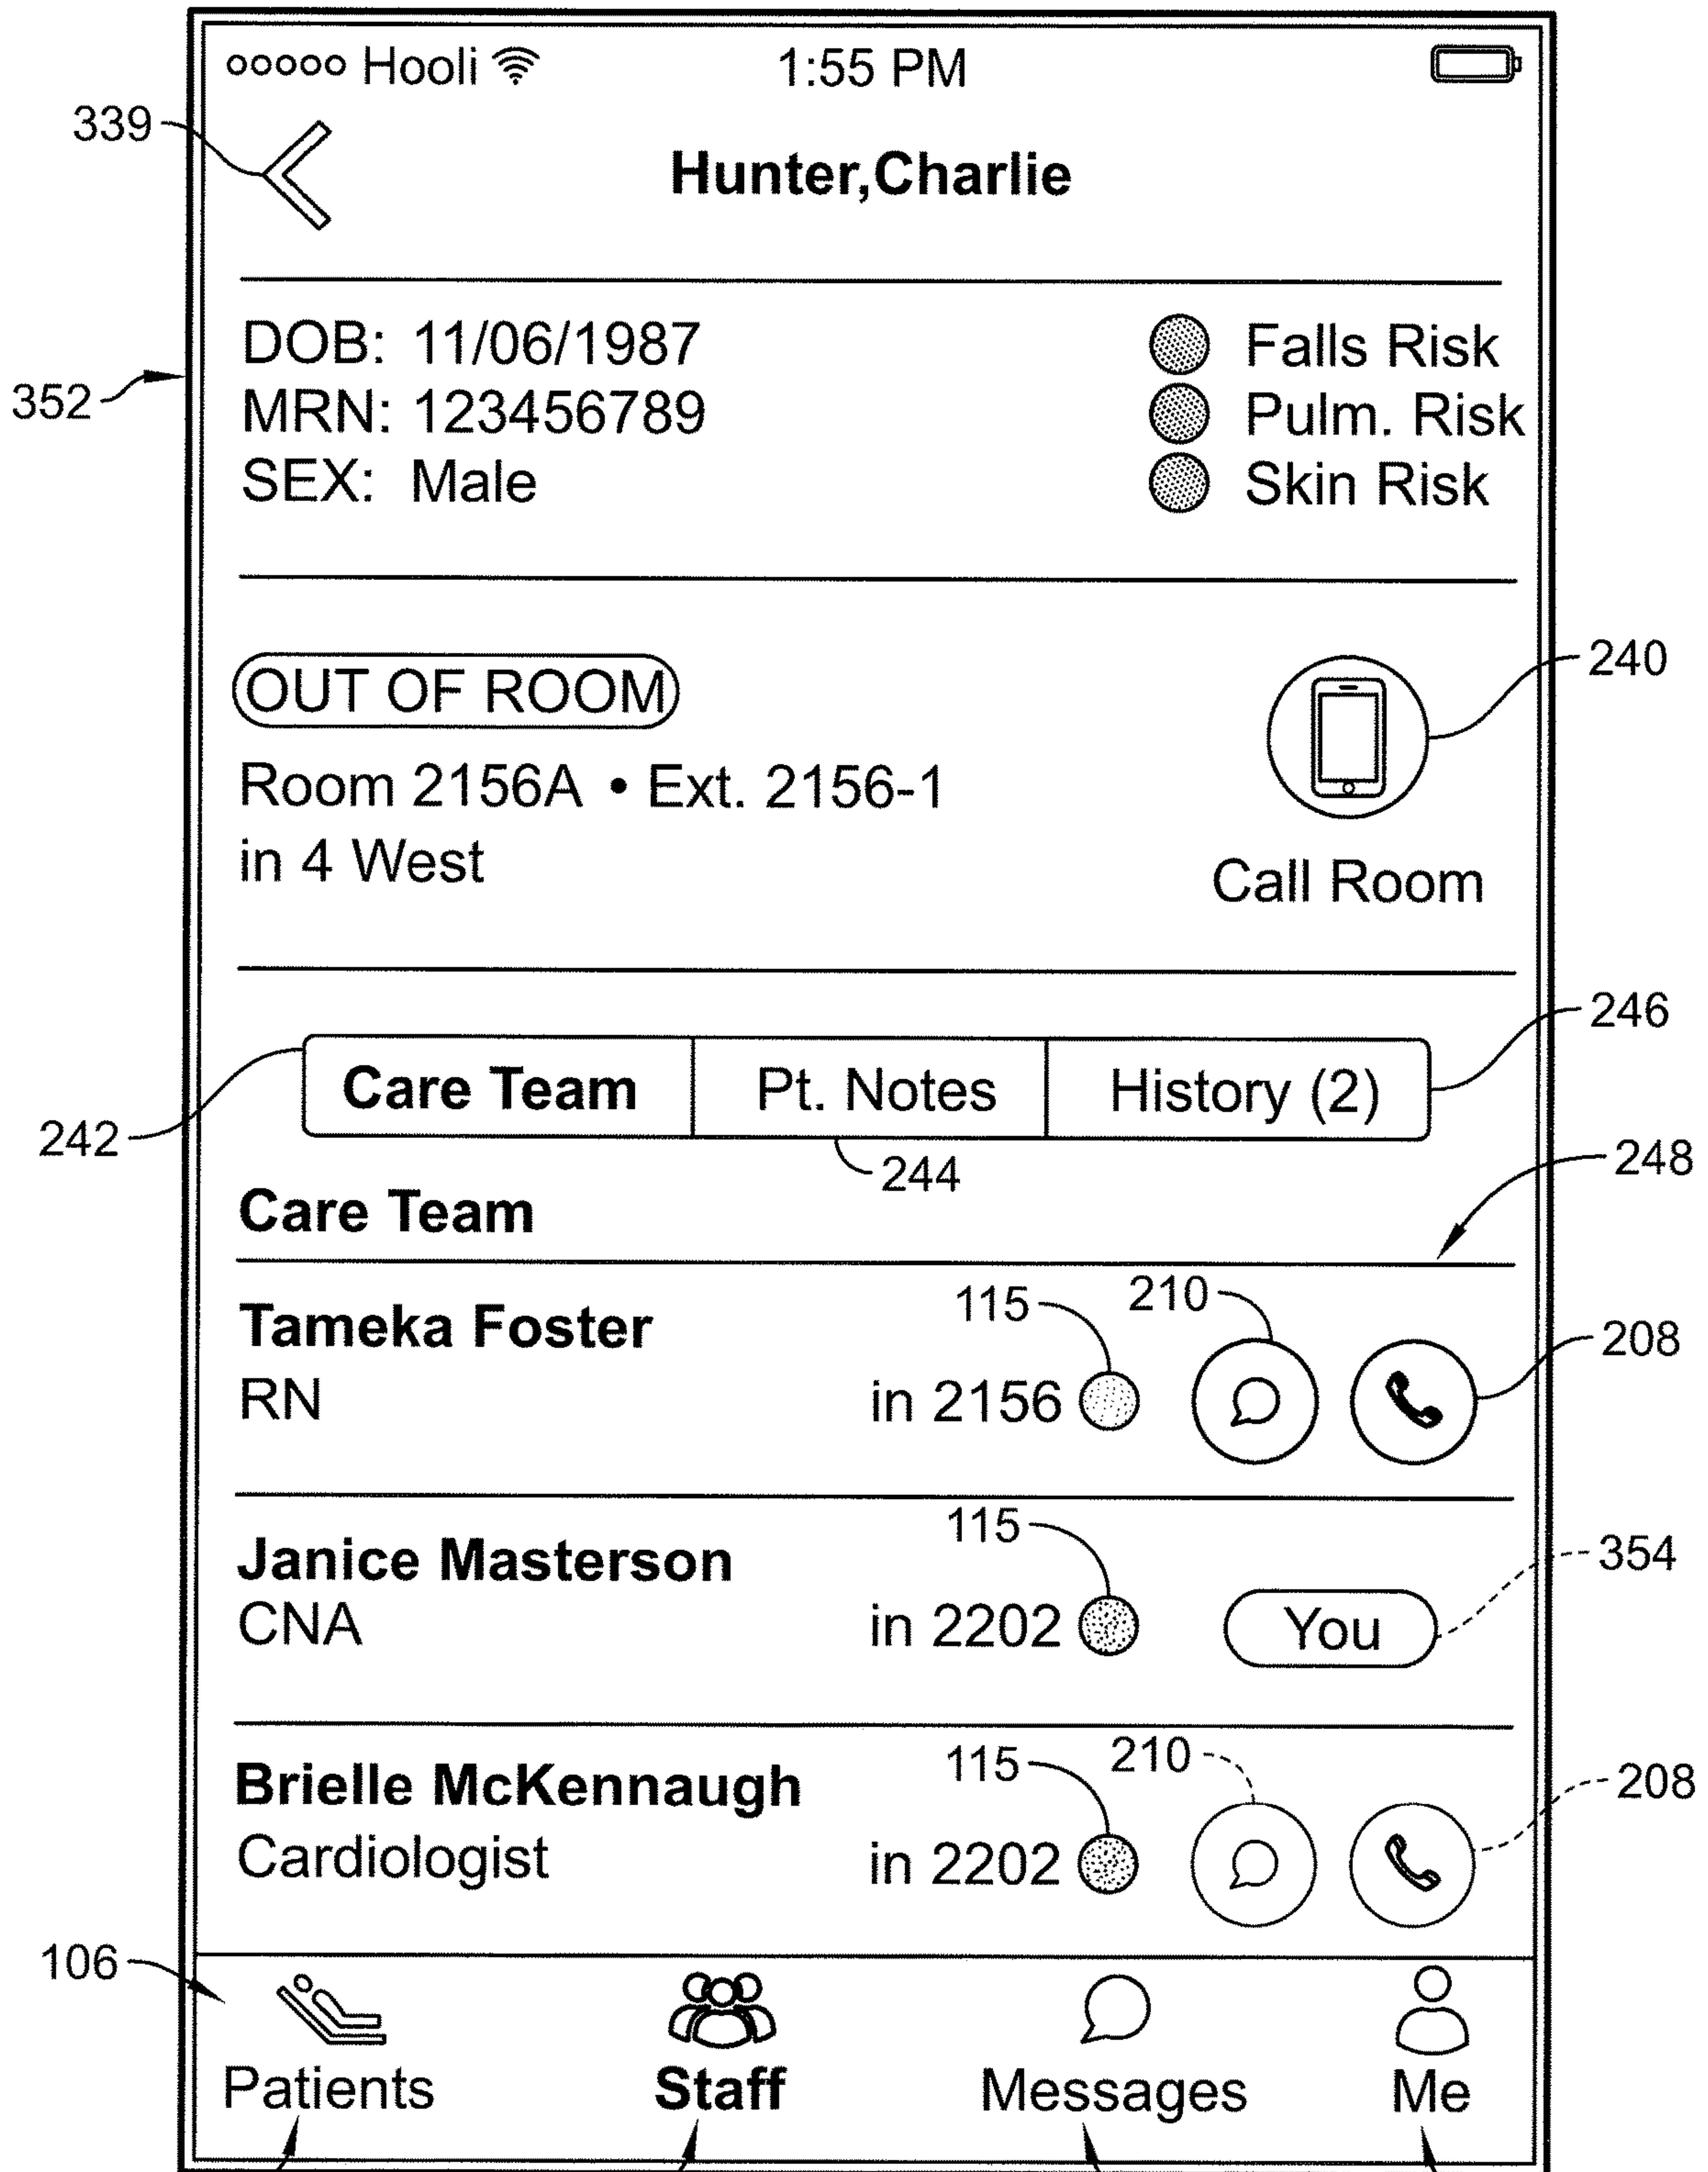 Hooli 1:55 PM
339
Hunter,Charlie
352
DOB: 11/06/1987 Falls Risk
MRN: 123456789 Pulm. Risk
SEX: Male Skin Risk
240
OUT OF ROOM
Room 2156A • Ext. 2156-1
in 4 West
Call Room
246
242
Care Team Pt. Notes History (2)
244
248
Care Team
115 210
208
Tameka Foster
RN in 2156
115
354
Janice Masterson
CNA in 2202 You
115 210
208
Brielle McKennaugh
Cardiologist in 2202
106
Patients Staff Messages Me